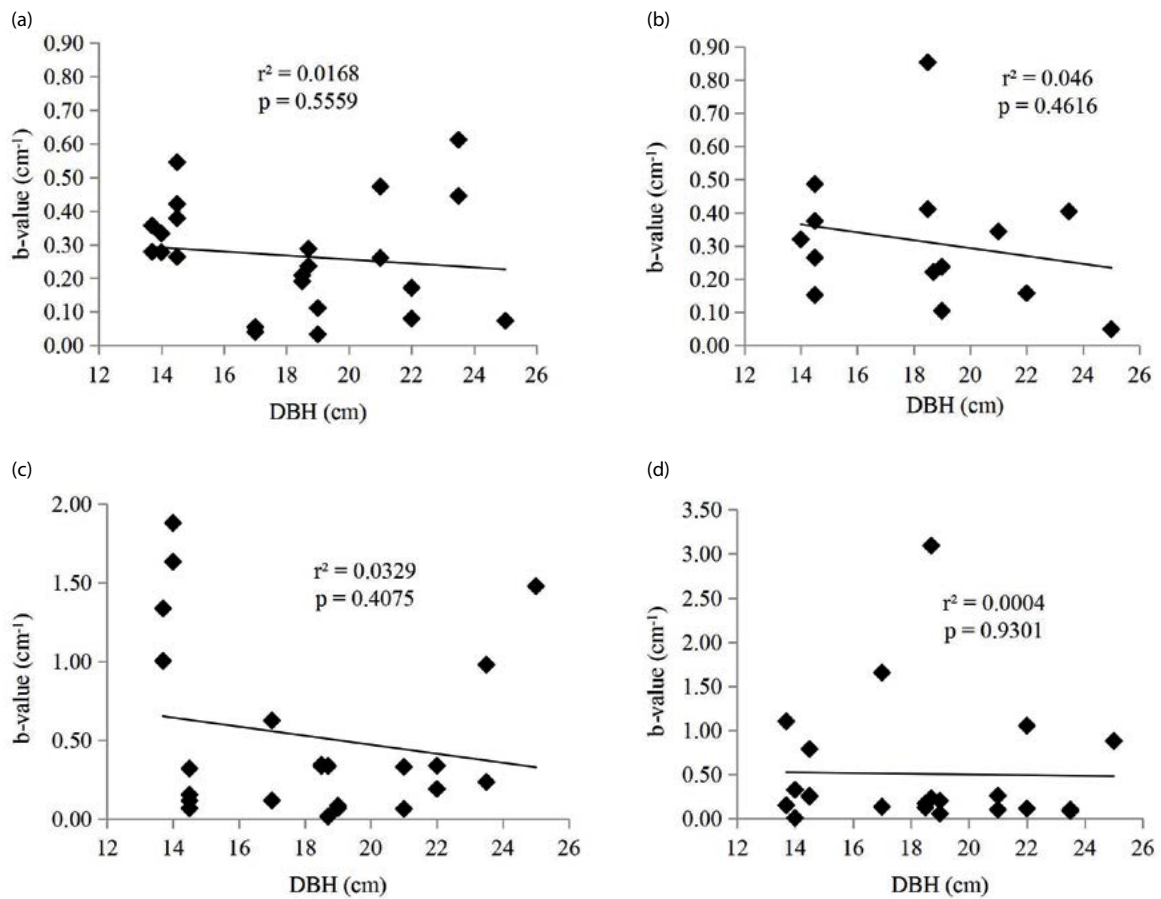 (a)
0.90
0.80
0.70
0.60
0.50
0.40
0.30
0.20
0.10
0.00
b-value (cm⁻¹)
r² = 0.0168
p = 0.5559
12 14 16 18 20 22 24 26
DBH (cm)
(b)
0.90
0.80
0.70
0.60
0.50
0.40
0.30
0.20
0.10
0.00
b-value (cm⁻¹)
r² = 0.046
p = 0.4616
12 14 16 18 20 22 24 26
DBH (cm)
(c)
2.00
1.50
1.00
0.50
0.00
b-value (cm⁻¹)
r² = 0.0329
p = 0.4075
12 14 16 18 20 22 24 26
DBH (cm)
(d)
3.50
3.00
2.50
2.00
1.50
1.00
0.50
0.00
b-value (cm⁻¹)
r² = 0.0004
p = 0.9301
12 14 16 18 20 22 24 26
DBH (cm)